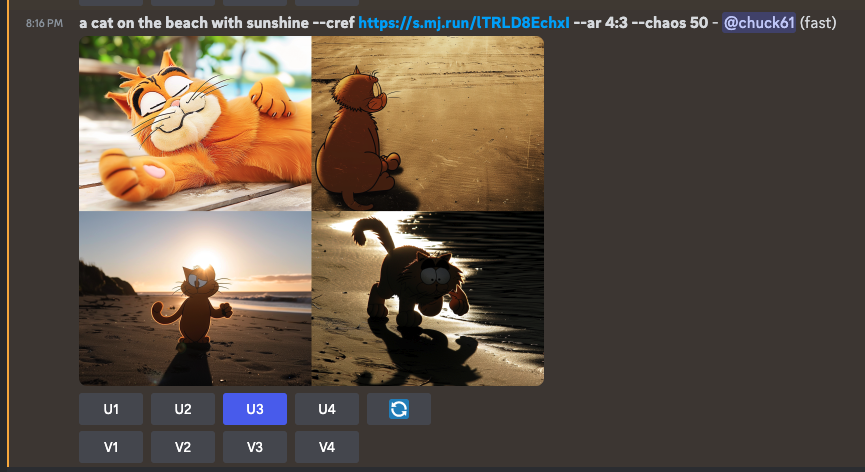 8:16 PM a cat on the beach with sunshine --cref https://s.mj.run/lTRLD8EchxI --ar 4:3 --chaos 50 - @chuck61 (fast)
U1 U2 U3 U4
V1 V2 V3 V4